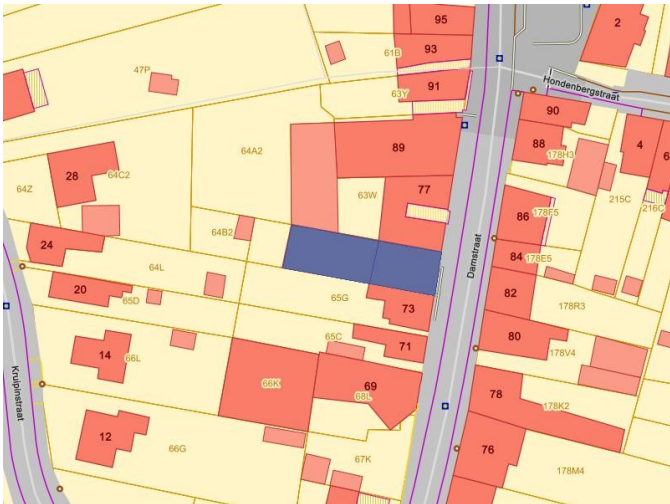 95
2
61B
93
47P
91
63Y
Hondenbergstraat
90
89
88
178H3
4
6
64A2
28
64C2
64Z
63W
77
215C
216C
86
178F5
64B2
24
84
178E5
64L
Damstraat
20
65D
65G
73
82
178R3
65C
71
80
178V4
14
66L
66K
69
68L
78
178K2
Kruipinstraat
12
66G
67K
76
178M4